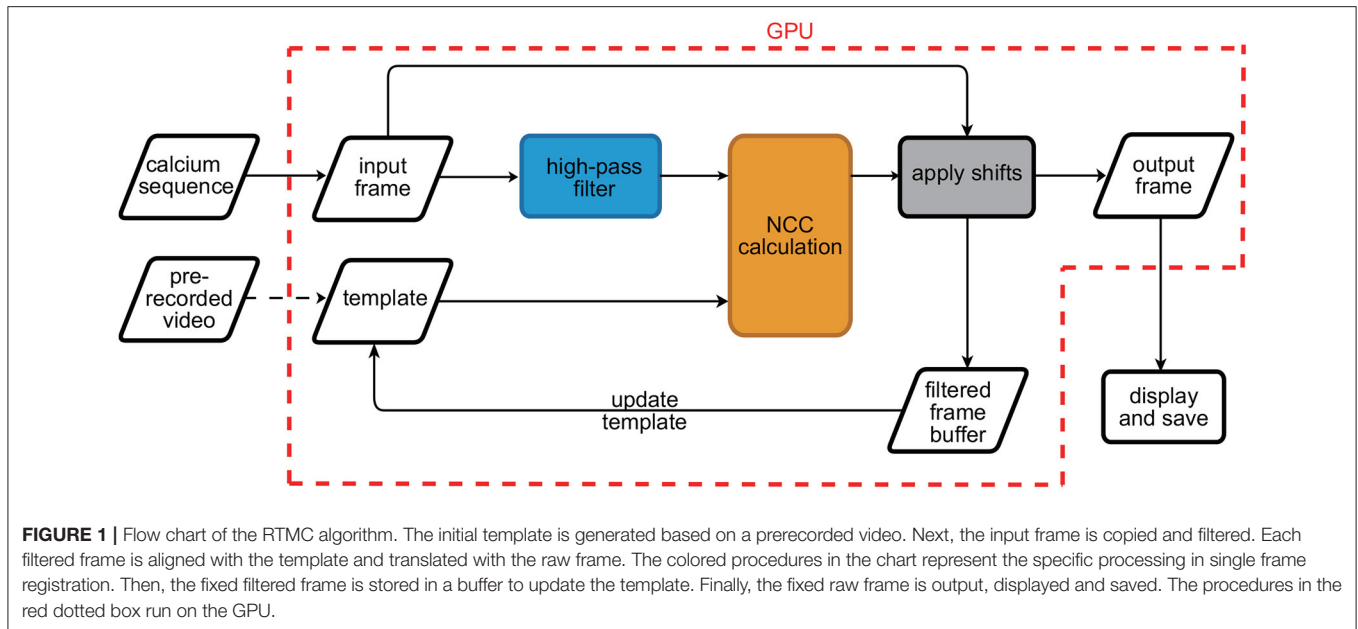 GPU
calcium
sequence
input
frame
high-pass
filter
NCC
calculation
apply shifts
output
frame
pre-
recorded
video
template
update
template
filtered
frame
buffer
display
and save
FIGURE 1 | Flow chart of the RTMC algorithm. The initial template is generated based on a prerecorded video. Next, the input frame is copied and filtered. Each
filtered frame is aligned with the template and translated with the raw frame. The colored procedures in the chart represent the specific processing in single frame
registration. Then, the fixed filtered frame is stored in a buffer to update the template. Finally, the fixed raw frame is output, displayed and saved. The procedures in the
red dotted box run on the GPU.